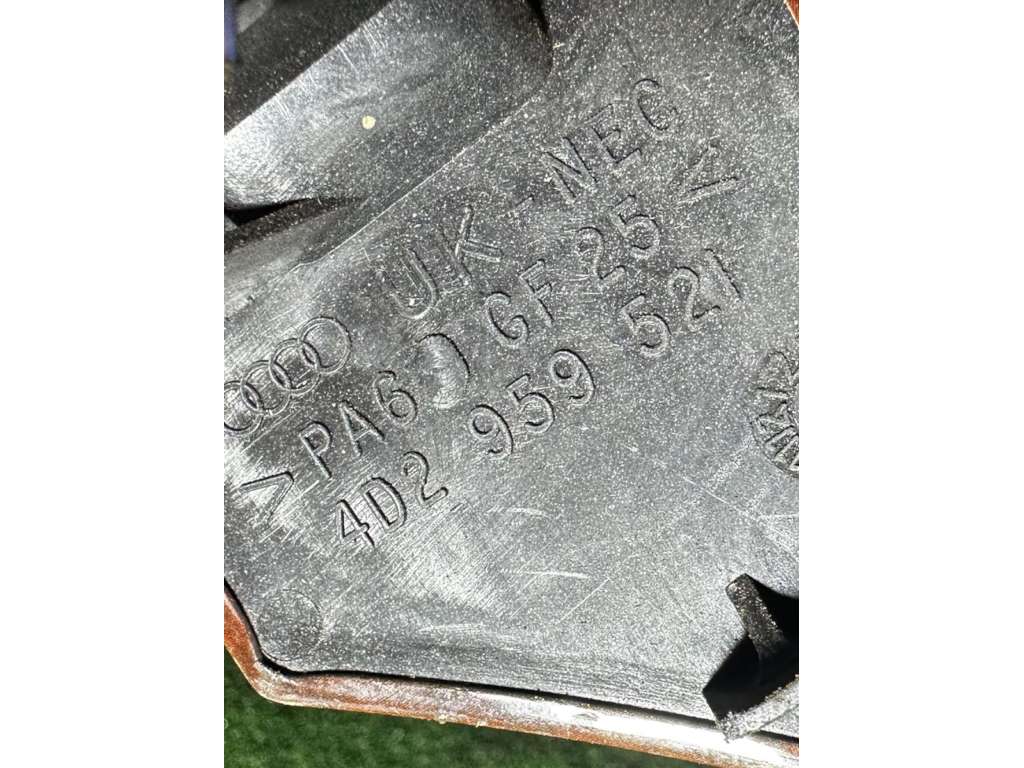 UK-NEC
>PA6 GF 25<
4D2 959 521